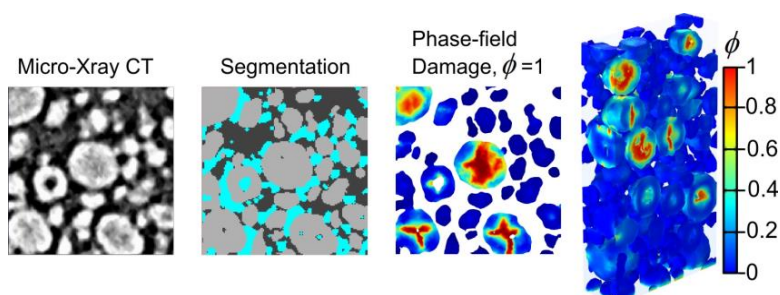 Micro-Xray CT
Segmentation
Phase-field
Damage, ϕ=1
ϕ
1
0.8
0.6
0.4
0.2
0